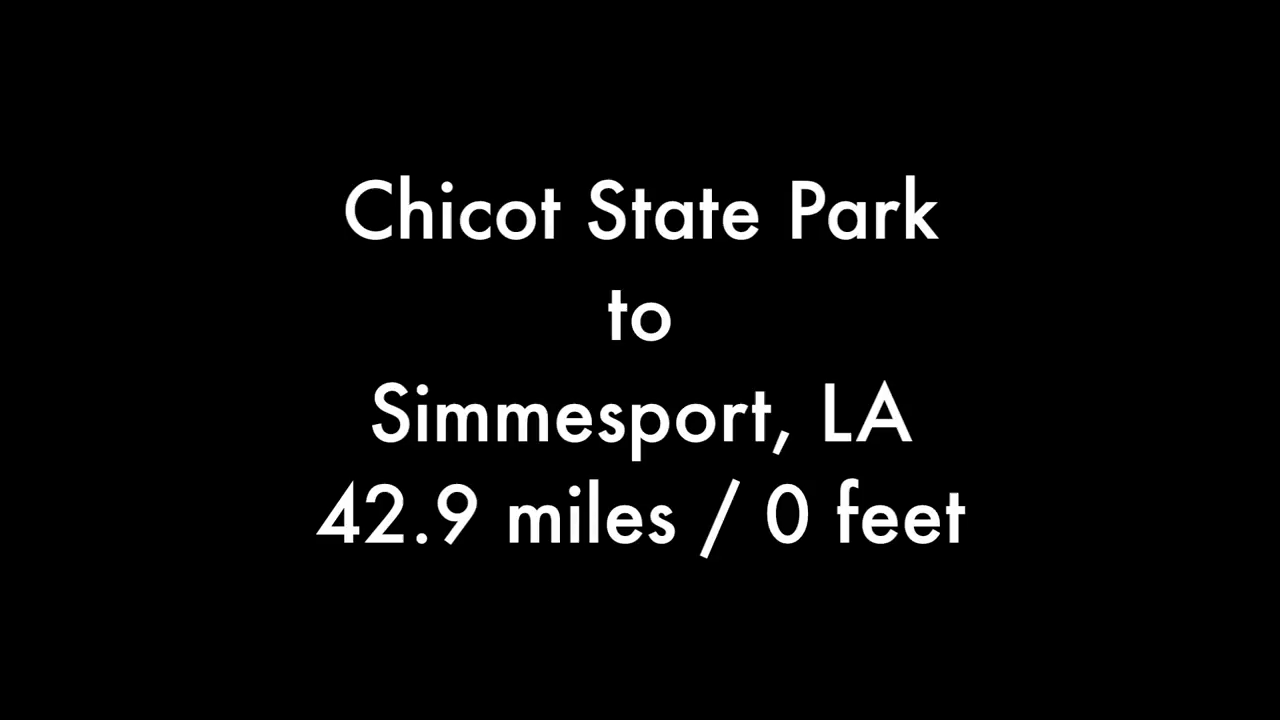 Chicot State Park
to
Simmesport, LA
42.9 miles / 0 feet